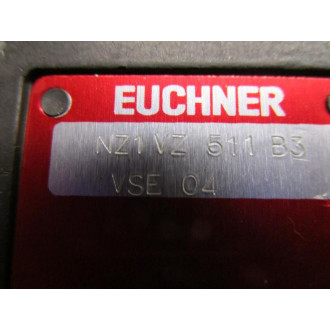 EUCHNER
NZ1VZ 511 B3
VSE 04